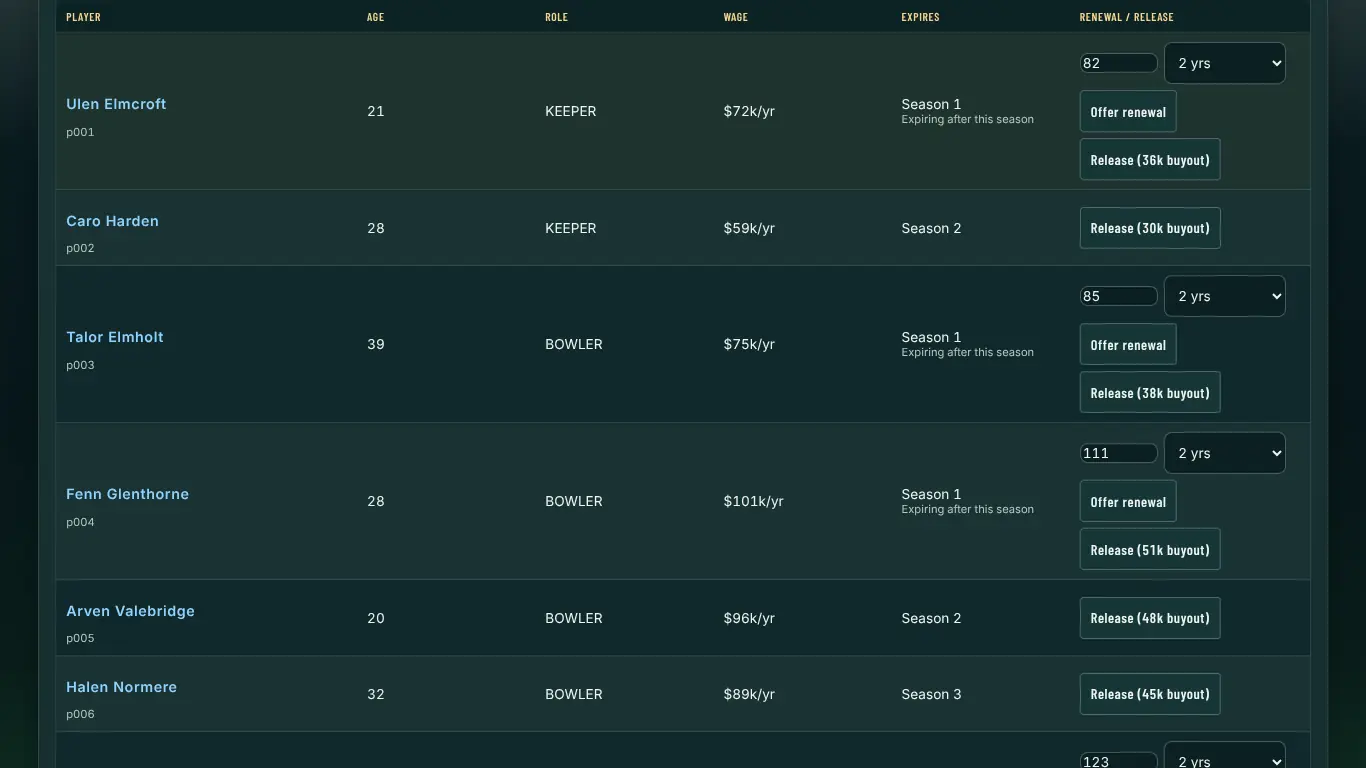 PLAYER AGE ROLE WAGE EXPIRES RENEWAL / RELEASE
82 2 yrs
Ulen Elmcroft 21 KEEPER $72k/yr Season 1 Offer renewal
p001 Expiring after this season
Release (36k buyout)
Caro Harden 28 KEEPER $59k/yr Season 2 Release (30k buyout)
p002
85 2 yrs
Talor Elmholt 39 BOWLER $75k/yr Season 1 Offer renewal
p003 Expiring after this season
Release (38k buyout)
111 2 yrs
Fenn Glenthorne 28 BOWLER $101k/yr Season 1 Offer renewal
p004 Expiring after this season
Release (51k buyout)
Arven Valebridge 20 BOWLER $96k/yr Season 2 Release (48k buyout)
p005
Halen Normere 32 BOWLER $89k/yr Season 3 Release (45k buyout)
p006
123 2 yrs